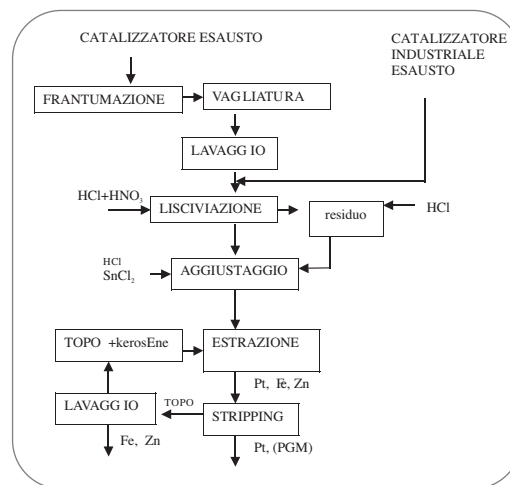 CATALIZZATORE ESAUSTO
CATALIZZATORE
INDUSTRIALE
ESAUSTO
FRANTUMAZIONE
VAGLIATURA
LAVAGG IO
HCl+HNO3
LISCIVIAZIONE
residuo
HCl
HCl
SnCl2
AGGIUSTAGGIO
TOPO +kerosEne
ESTRAZIONE
Pt, Fe, Zn
LAVAGG IO
TOPO
STRIPPING
Fe, Zn
Pt, (PGM)